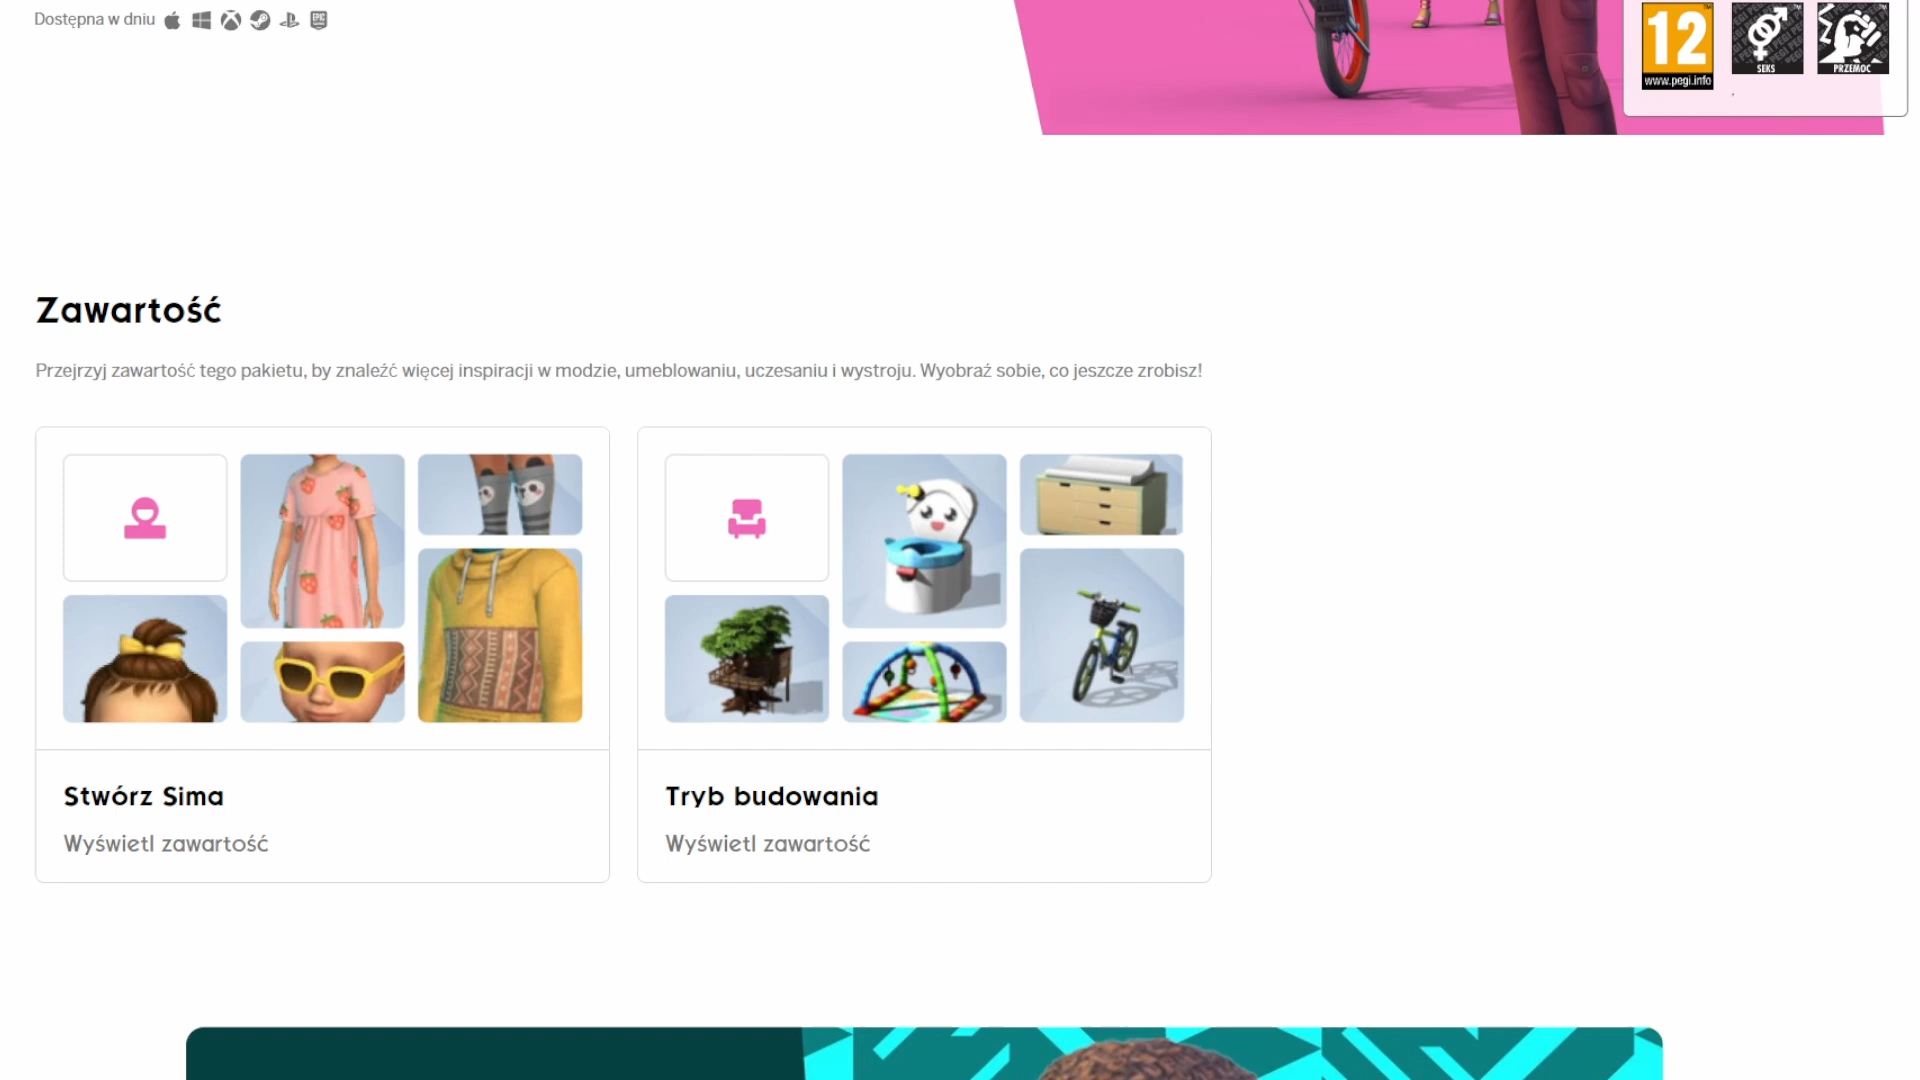 Dostępna w dniu
12
www.pegi.info
SEKS
PRZEMOC
Zawartość
Przejrzyj zawartość tego pakietu, by znaleźć więcej inspiracji w modzie, umeblowaniu, uczesaniu i wystroju. Wyobraź sobie, co jeszcze zrobisz!
Stwórz Sima
Wyświetl zawartość
Tryb budowania
Wyświetl zawartość